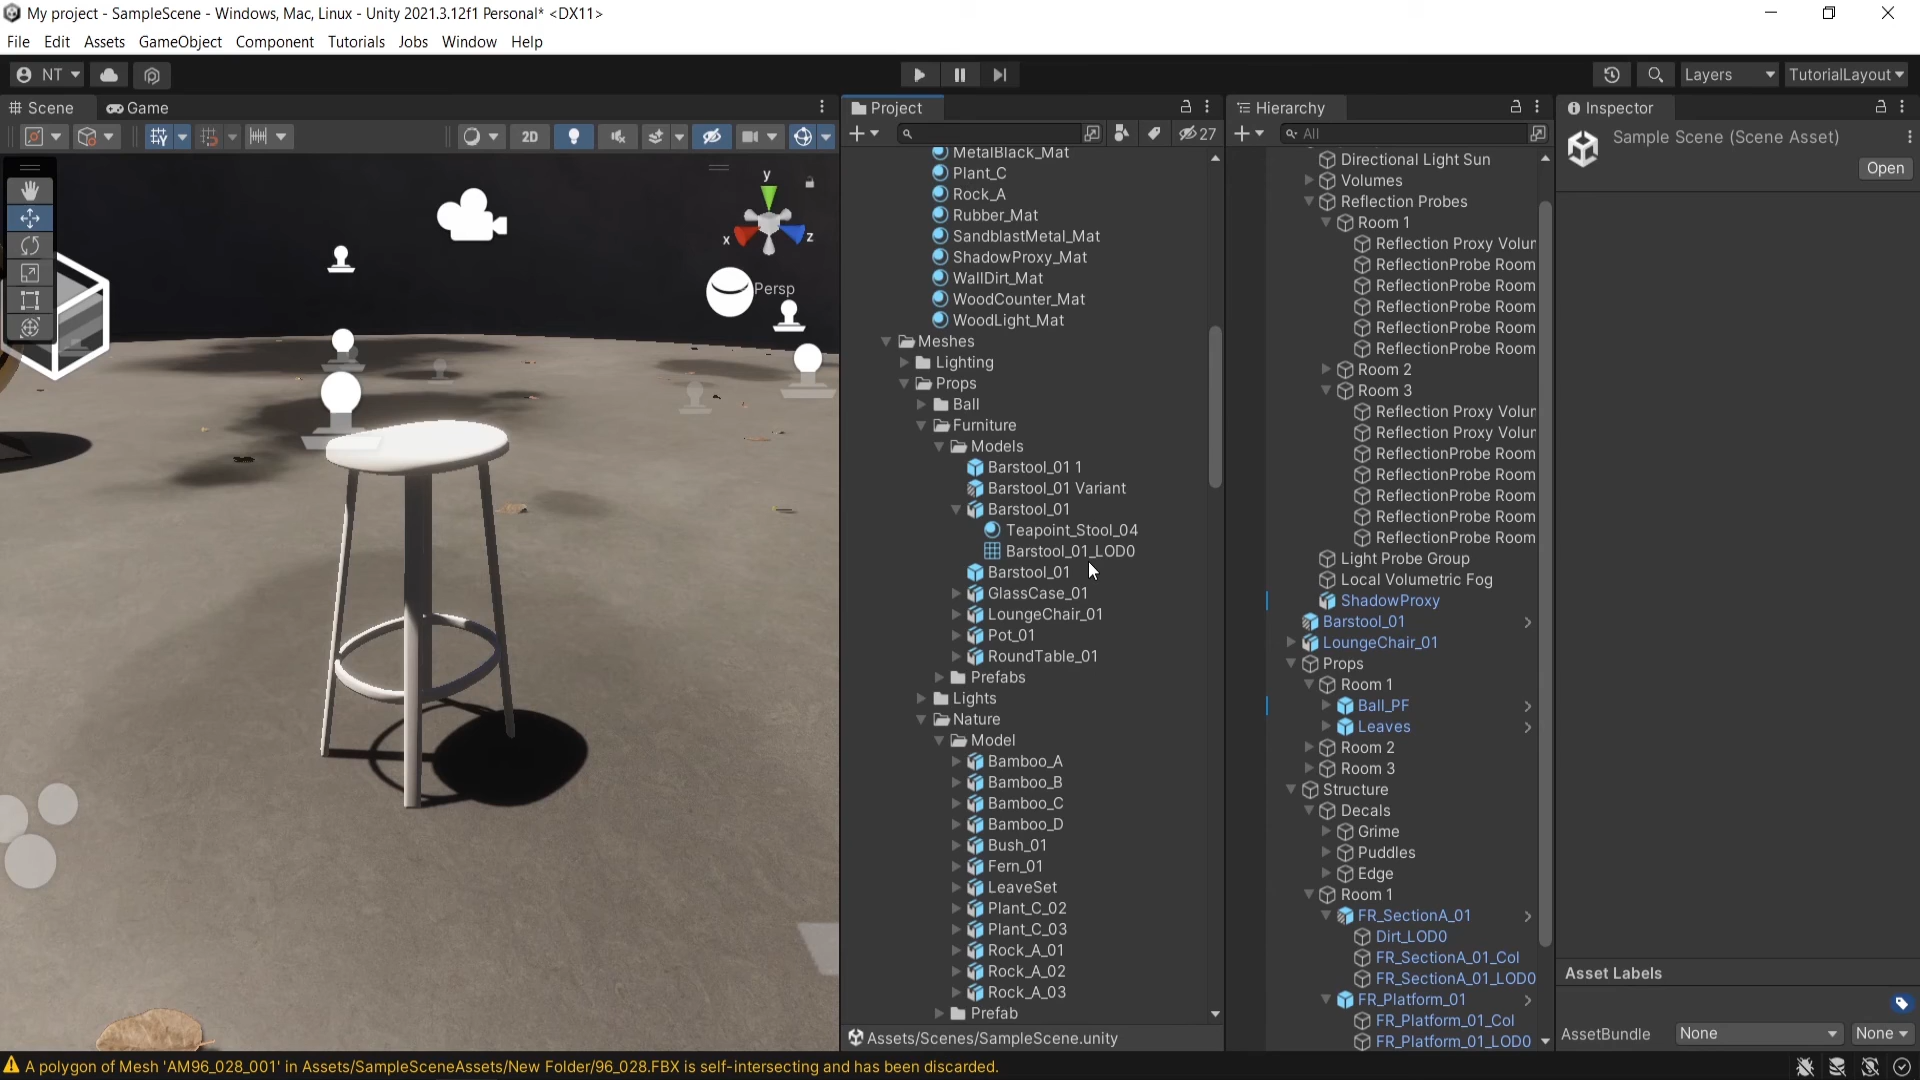 My project - SampleScene - Windows, Mac, Linux - Unity 2021.3.12f1 Personal* <DX11>
File Edit Assets GameObject Component Tutorials Jobs Window Help
NT
Layers
TutorialLayout
Scene
Game
2D
y
x
z
Persp
Project
27
MetalBlack_Mat
Plant_C
Rock_A
Rubber_Mat
SandblastMetal_Mat
ShadowProxy_Mat
WallDirt_Mat
WoodCounter_Mat
WoodLight_Mat
Meshes
Lighting
Props
Ball
Furniture
Models
Barstool_01 1
Barstool_01 Variant
Barstool_01
Teapoint_Stool_04
Barstool_01_LOD0
Barstool_01
GlassCase_01
LoungeChair_01
Pot_01
RoundTable_01
Prefabs
Lights
Nature
Model
Bamboo_A
Bamboo_B
Bamboo_C
Bamboo_D
Bush_01
Fern_01
LeaveSet
Plant_C_02
Plant_C_03
Rock_A_01
Rock_A_02
Rock_A_03
Prefab
Assets/Scenes/SampleScene.unity
Hierarchy
All
Directional Light Sun
Volumes
Reflection Probes
Room 1
Reflection Proxy Volur
ReflectionProbe Room
ReflectionProbe Room
ReflectionProbe Room
ReflectionProbe Room
ReflectionProbe Room
Room 2
Room 3
Reflection Proxy Volur
Reflection Proxy Volur
ReflectionProbe Room
ReflectionProbe Room
ReflectionProbe Room
ReflectionProbe Room
ReflectionProbe Room
Light Probe Group
Local Volumetric Fog
ShadowProxy
Barstool_01
LoungeChair_01
Props
Room 1
Ball_PF
Leaves
Room 2
Room 3
Structure
Decals
Grime
Puddles
Edge
Room 1
FR_SectionA_01
Dirt_LOD0
FR_SectionA_01_Col
FR_SectionA_01_LOD0
FR_Platform_01
FR_Platform_01_Col
FR_Platform_01_LOD0
Inspector
Sample Scene (Scene Asset)
Open
Asset Labels
AssetBundle None None
A polygon of Mesh 'AM96_028_001' in Assets/SampleSceneAssets/New Folder/96_028.FBX is self-intersecting and has been discarded.